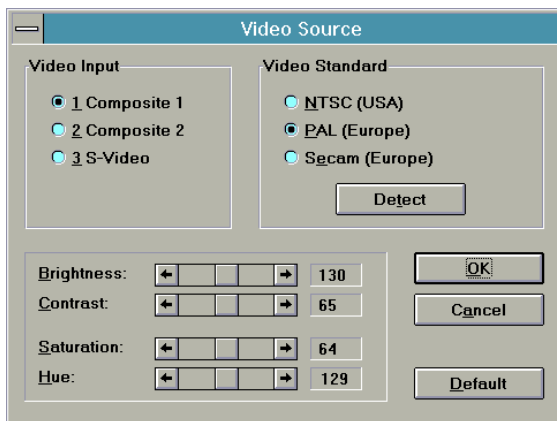 Video Source
Video Input
1 Composite 1
2 Composite 2
3 S-Video
Video Standard
NTSC (USA)
PAL (Europe)
Secam (Europe)
Detect
Brightness: 130
Contrast: 65
Saturation: 64
Hue: 129
OK
Cancel
Default